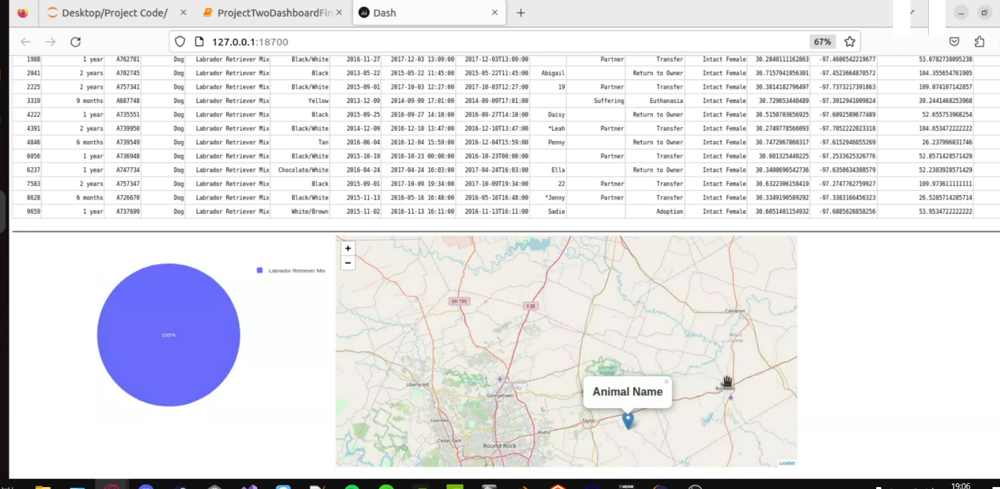 Desktop/Project Code/ × ProjectTwoDashboardFin × Dash × +
127.0.0.1:18700 67%
1988 1 year A762781 Dog Labrador Retriever Mix Black/White 2016-11-27 2017-12-03 13:09:00 2017-12-03T13:09:00 Partner Transfer Intact Female 30.2840111162863 -97.4600542219677 53.0782738095238
2041 2 years A702745 Dog Labrador Retriever Mix Black 2013-05-22 2015-05-22 11:45:00 2015-05-22T11:45:00 Abigail Return to Owner Intact Female 30.7157941956301 -97.4523664870572 104.355654761905
2225 2 years A757341 Dog Labrador Retriever Mix Black/White 2015-09-01 2017-10-03 12:27:00 2017-10-03T12:27:00 19 Partner Transfer Intact Female 30.3814182796497 -97.7373217391863 109.074107142857
3319 9 months A687748 Dog Labrador Retriever Mix Yellow 2013-12-09 2014-09-09 17:01:00 2014-09-09T17:01:00 Suffering Euthanasia Intact Female 30.729653440489 -97.3912941009824 39.2441468253968
4222 1 year A735551 Dog Labrador Retriever Mix Black 2015-09-25 2016-09-27 14:10:00 2016-09-27T14:10:00 Daisy Return to Owner Intact Female 30.5150703656925 -97.6092589677489 52.655753968254
4391 2 years A739950 Dog Labrador Retriever Mix Black/White 2014-12-09 2016-12-10 13:47:00 2016-12-10T13:47:00 *Leah Partner Transfer Intact Female 30.2749778566093 -97.7052222023318 104.653472222222
4846 6 months A739549 Dog Labrador Retriever Mix Tan 2016-06-04 2016-12-04 15:59:00 2016-12-04T15:59:00 Penny Return to Owner Intact Female 30.7472967860317 -97.6152946055269 26.237996031746
6056 1 year A736948 Dog Labrador Retriever Mix Black/White 2015-10-19 2016-10-23 00:00:00 2016-10-23T00:00:00 Partner Transfer Intact Female 30.601325440225 -97.2533625326776 52.8571428571429
6237 1 year A747734 Dog Labrador Retriever Mix Chocolate/White 2016-04-24 2017-04-24 16:03:00 2017-04-24T16:03:00 Ella Return to Owner Intact Female 30.3400696542736 -97.6350634308579 52.2383928571429
7583 2 years A757347 Dog Labrador Retriever Mix Black 2015-09-01 2017-10-09 19:34:00 2017-10-09T19:34:00 22 Partner Transfer Intact Female 30.6322306158419 -97.2747762759927 109.973611111111
8628 6 months A726670 Dog Labrador Retriever Mix Black/White 2015-11-13 2016-05-16 16:48:00 2016-05-16T16:48:00 *Jenny Partner Transfer Intact Female 30.3349190589292 -97.3383166456323 26.5285714285714
9659 1 year A737699 Dog Labrador Retriever Mix White/Brown 2015-11-02 2016-11-13 16:11:00 2016-11-13T16:11:00 Sadie Adoption Intact Female 30.6051401154932 -97.6885626858256 53.9534722222222
Labrador Retriever Mix
100%
+
−
SH 195
I 35
Cameron
Milam
County
Granger
Wildlife
Liberty Hill
Georgetown
Animal Name ×
Leander
Taylor
Hutto
Cedar Park
Round Rock
Leaflet
19:06